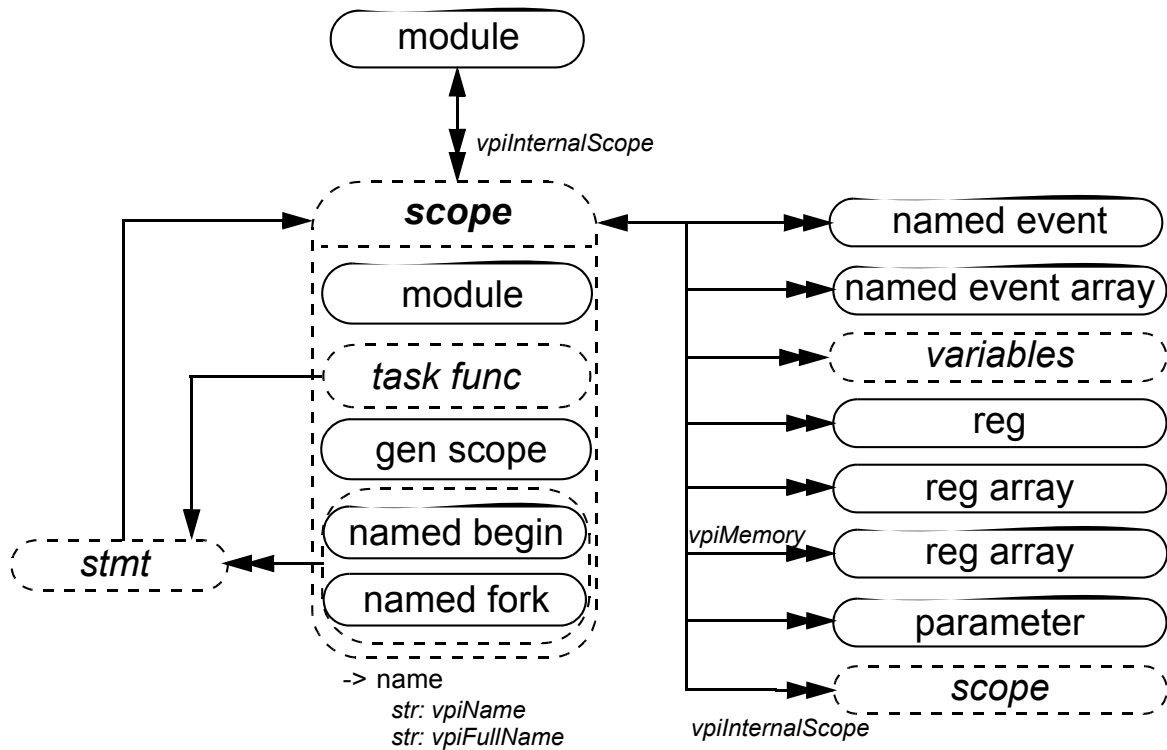 module
vpiInternalScope
scope
module
task func
gen scope
named begin
named fork
stmt
-> name
str: vpiName
str: vpiFullName
named event
named event array
variables
reg
reg array
vpiMemory
reg array
parameter
scope
vpiInternalScope